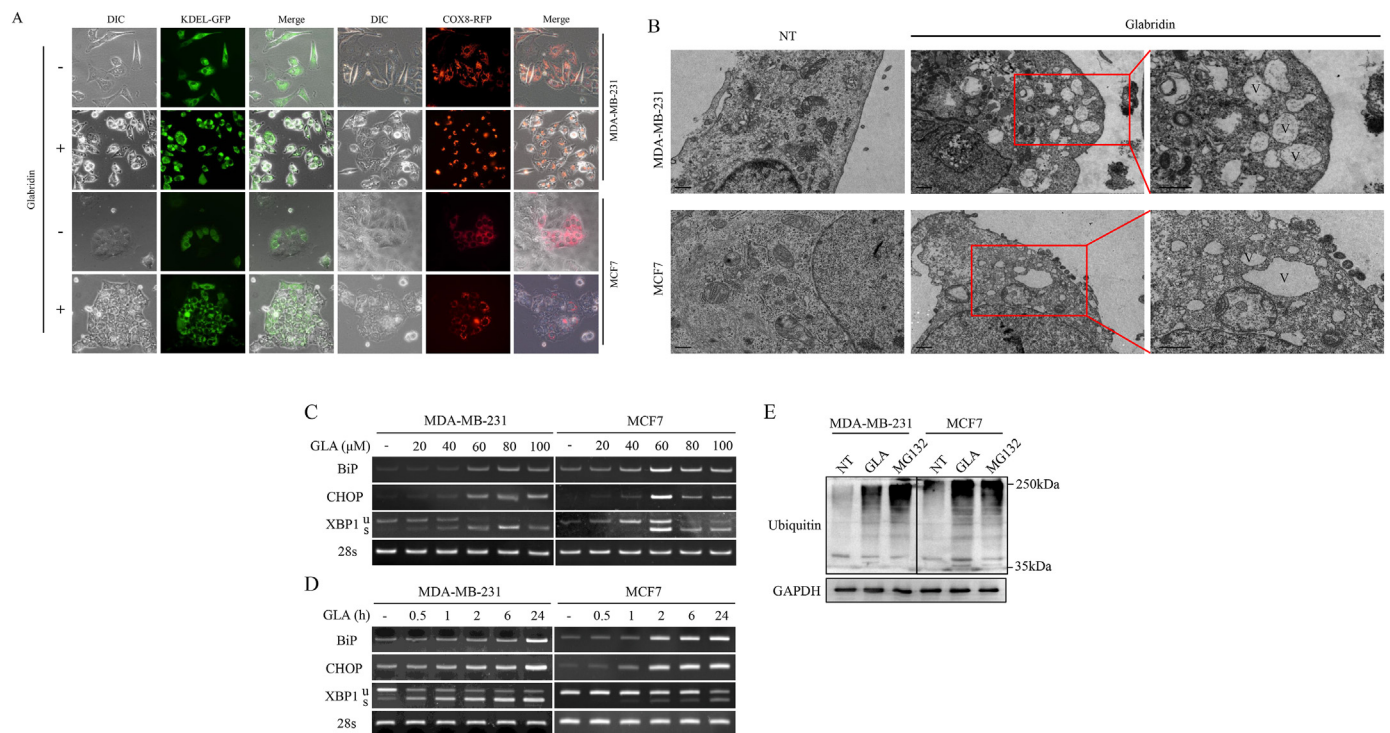 A
DIC KDEL-GFP Merge DIC COX8-RFP Merge
Glabridin
-
+
-
+
MDA-MB-231
MCF7
B
NT Glabridin
MDA-MB-231
V
V
V
MCF7
V
V
C
MDA-MB-231 MCF7
GLA (μM) - 20 40 60 80 100 - 20 40 60 80 100
BiP
CHOP
XBP1 u
s
28s
D
MDA-MB-231 MCF7
GLA (h) - 0.5 1 2 6 24 - 0.5 1 2 6 24
BiP
CHOP
XBP1 u
s
28s
E
MDA-MB-231 MCF7
NT GLA MG132 NT GLA MG132
250kDa
Ubiquitin
35kDa
GAPDH